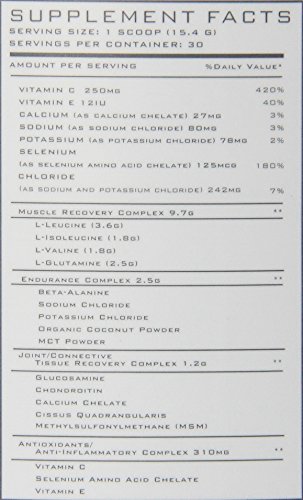 SUPPLEMENT FACTS
SERVING SIZE: 1 SCOOP (15.4 G)
SERVINGS PER CONTAINER: 30
AMOUNT PER SERVING %DAILY VALUE*
VITAMIN C 250MG 420%
VITAMIN E 12IU 40%
CALCIUM (AS CALCIUM CHELATE) 27MG 3%
SODIUM (AS SODIUM CHLORIDE) 80MG 3%
POTASSIUM (AS POTASSIUM CHLORIDE) 78MG 2%
SELENIUM
(AS SELENIUM AMINO ACID CHELATE) 125MCG 180%
CHLORIDE
(AS SODIUM AND POTASSIUM CHLORIDE) 242MG 7%
MUSCLE RECOVERY COMPLEX 9.7G **
L-LEUCINE (3.6G)
L-ISOLEUCINE (1.8G)
L-VALINE (1.8G)
L-GLUTAMINE (2.5G)
ENDURANCE COMPLEX 2.5G **
BETA-ALANINE
SODIUM CHLORIDE
POTASSIUM CHLORIDE
ORGANIC COCONUT POWDER
MCT POWDER
JOINT/CONNECTIVE
TISSUE RECOVERY COMPLEX 1.2G **
GLUCOSAMINE
CHONDROITIN
CALCIUM CHELATE
CISSUS QUADRANGULARIS
METHYLSULFONYLMETHANE (MSM)
ANTIOXIDANTS/
ANTI-INFLAMMATORY COMPLEX 310MG **
VITAMIN C
SELENIUM AMINO ACID CHELATE
VITAMIN E